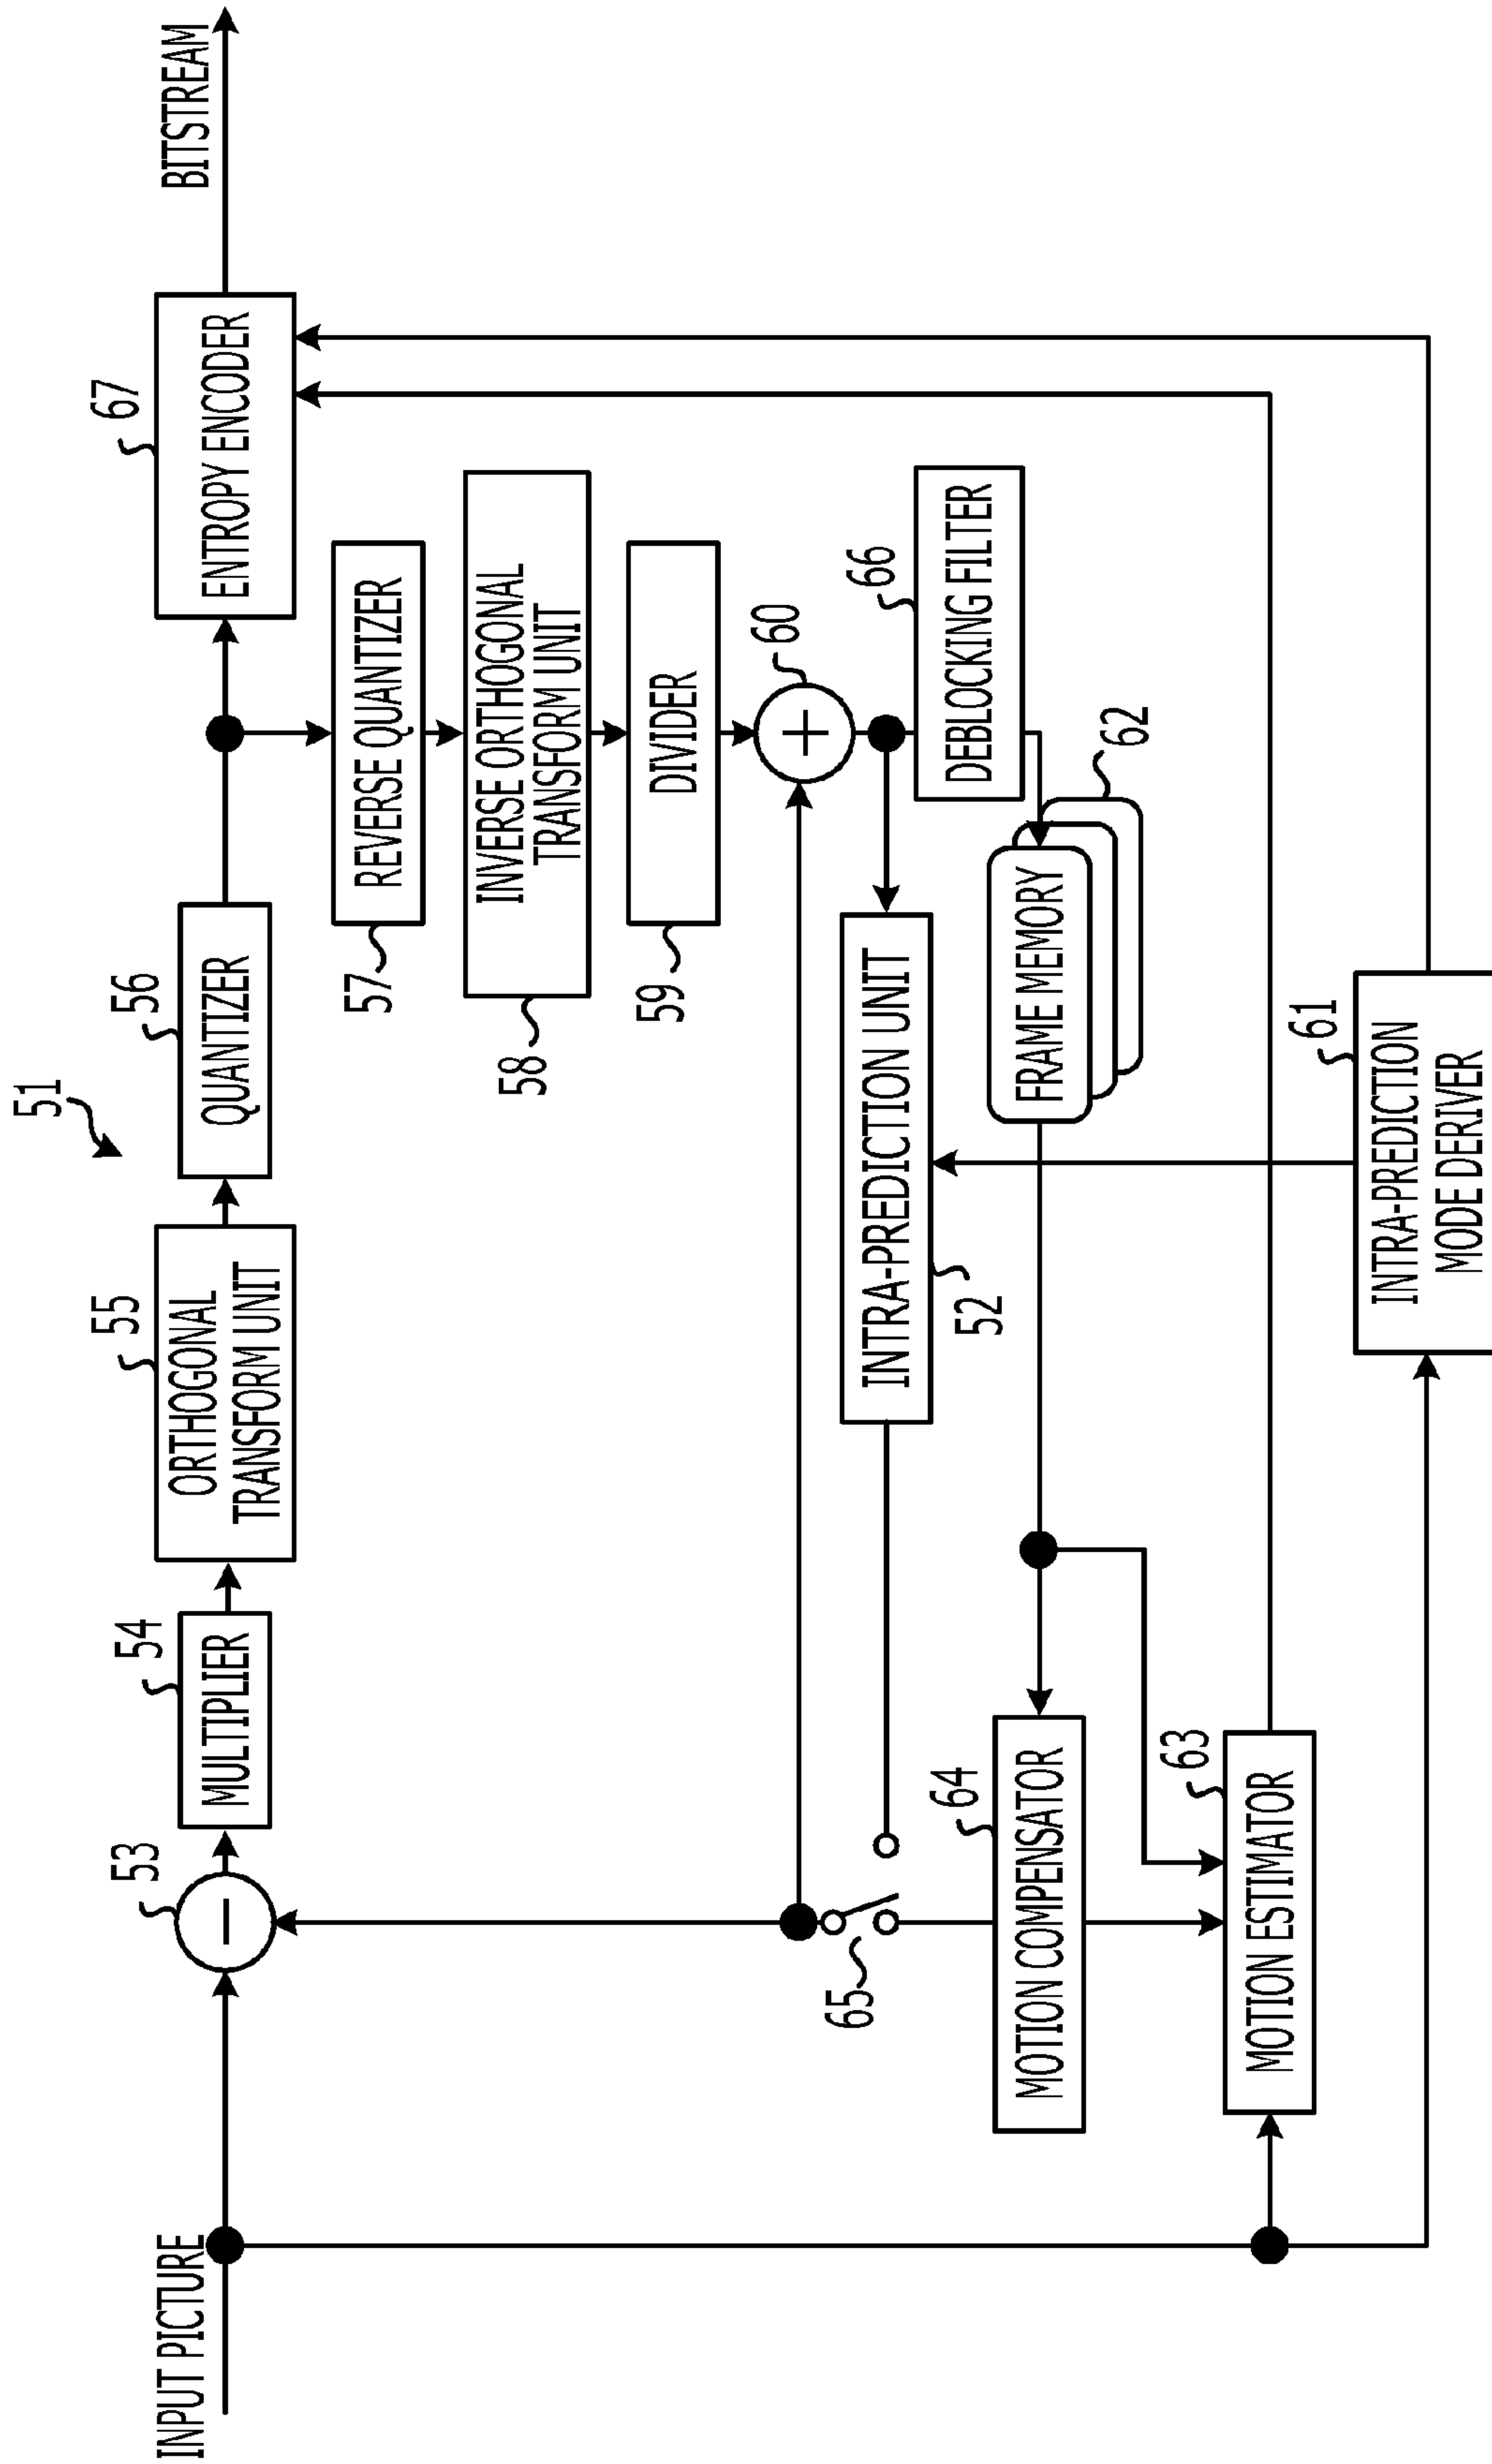 51
INPUT PICTURE
53
54
MULTIPLIER
55
ORTHOGONAL
TRANSFORM UNIT
56
QUANTIZER
67
ENTROPY ENCODER
BITSTREAM
57
REVERSE QUANTIZER
58
INVERSE ORTHOGONAL
TRANSFORM UNIT
59
DIVIDER
60
65
52
INTRA-PREDICTION UNIT
66
DEBLOCKING FILTER
64
MOTION COMPENSATOR
FRAME MEMORY
62
63
MOTION ESTIMATOR
61
INTRA-PREDICTION
MODE DERIVER